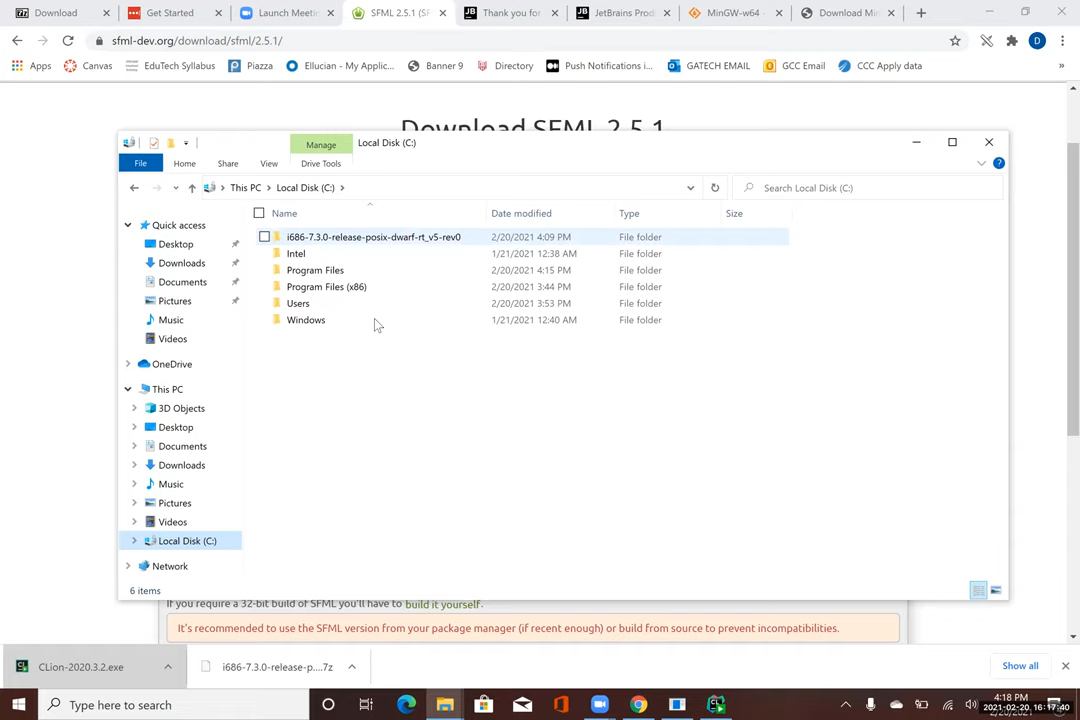 Download
Get Started
Launch Meeti
SFML 2.5.1 (SF
Thank you for
JetBrains Prod
MinGW-w64 -
Download Min
sfml-dev.org/download/sfml/2.5.1/
D
Apps
Canvas
EduTech Syllabus
Piazza
Ellucian - My Applic...
Banner 9
Directory
Push Notifications i...
GATECH EMAIL
GCC Email
CCC Apply data
»
Download SFML 2.5.1
Manage
Local Disk (C:)
File
Home
Share
View
Drive Tools
This PC
Local Disk (C:)
Search Local Disk (C:)
Name
Date modified
Type
Size
Quick access
Desktop
Downloads
Documents
Pictures
Music
Videos
OneDrive
This PC
3D Objects
Desktop
Documents
Downloads
Music
Pictures
Videos
Local Disk (C:)
Network
i686-7.3.0-release-posix-dwarf-rt_v5-rev0 2/20/2021 4:09 PM File folder
Intel 1/21/2021 12:38 AM File folder
Program Files 2/20/2021 4:15 PM File folder
Program Files (x86) 2/20/2021 3:44 PM File folder
Users 2/20/2021 3:53 PM File folder
Windows 1/21/2021 12:40 AM File folder
6 items
If you require a 32-bit build of SFML you'll have to build it yourself.
It's recommended to use the SFML version from your package manager (if recent enough) or build from source to prevent incompatibilities.
CLion-2020.3.2.exe
i686-7.3.0-release-p....7z
Show all
Type here to search
4:18 PM
2021-02-20 16:17:40